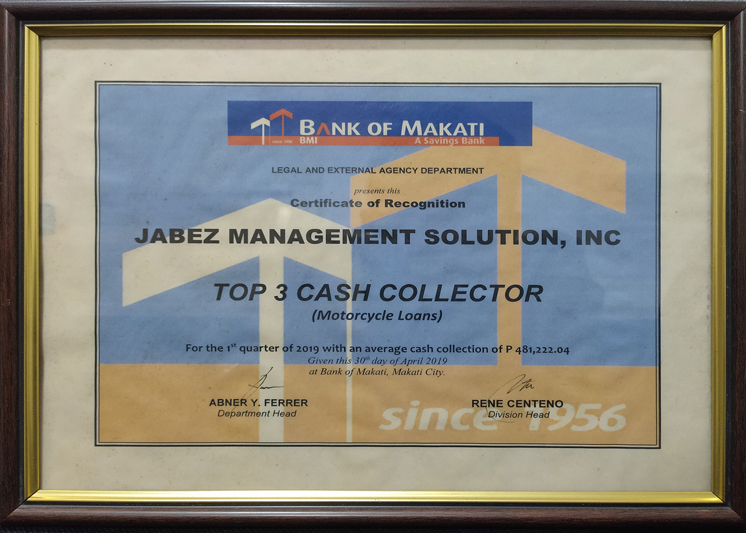 BANK OF MAKATI
since 1956 BMI A Savings Bank
LEGAL AND EXTERNAL AGENCY DEPARTMENT
presents this
Certificate of Recognition
JABEZ MANAGEMENT SOLUTION, INC
TOP 3 CASH COLLECTOR
(Motorcycle Loans)
For the 1st quarter of 2019 with an average cash collection of P 481,222.04
Given this 30th day of April 2019
at Bank of Makati, Makati City.
ABNER Y. FERRER RENE CENTENO
Department Head Division Head
since 1956